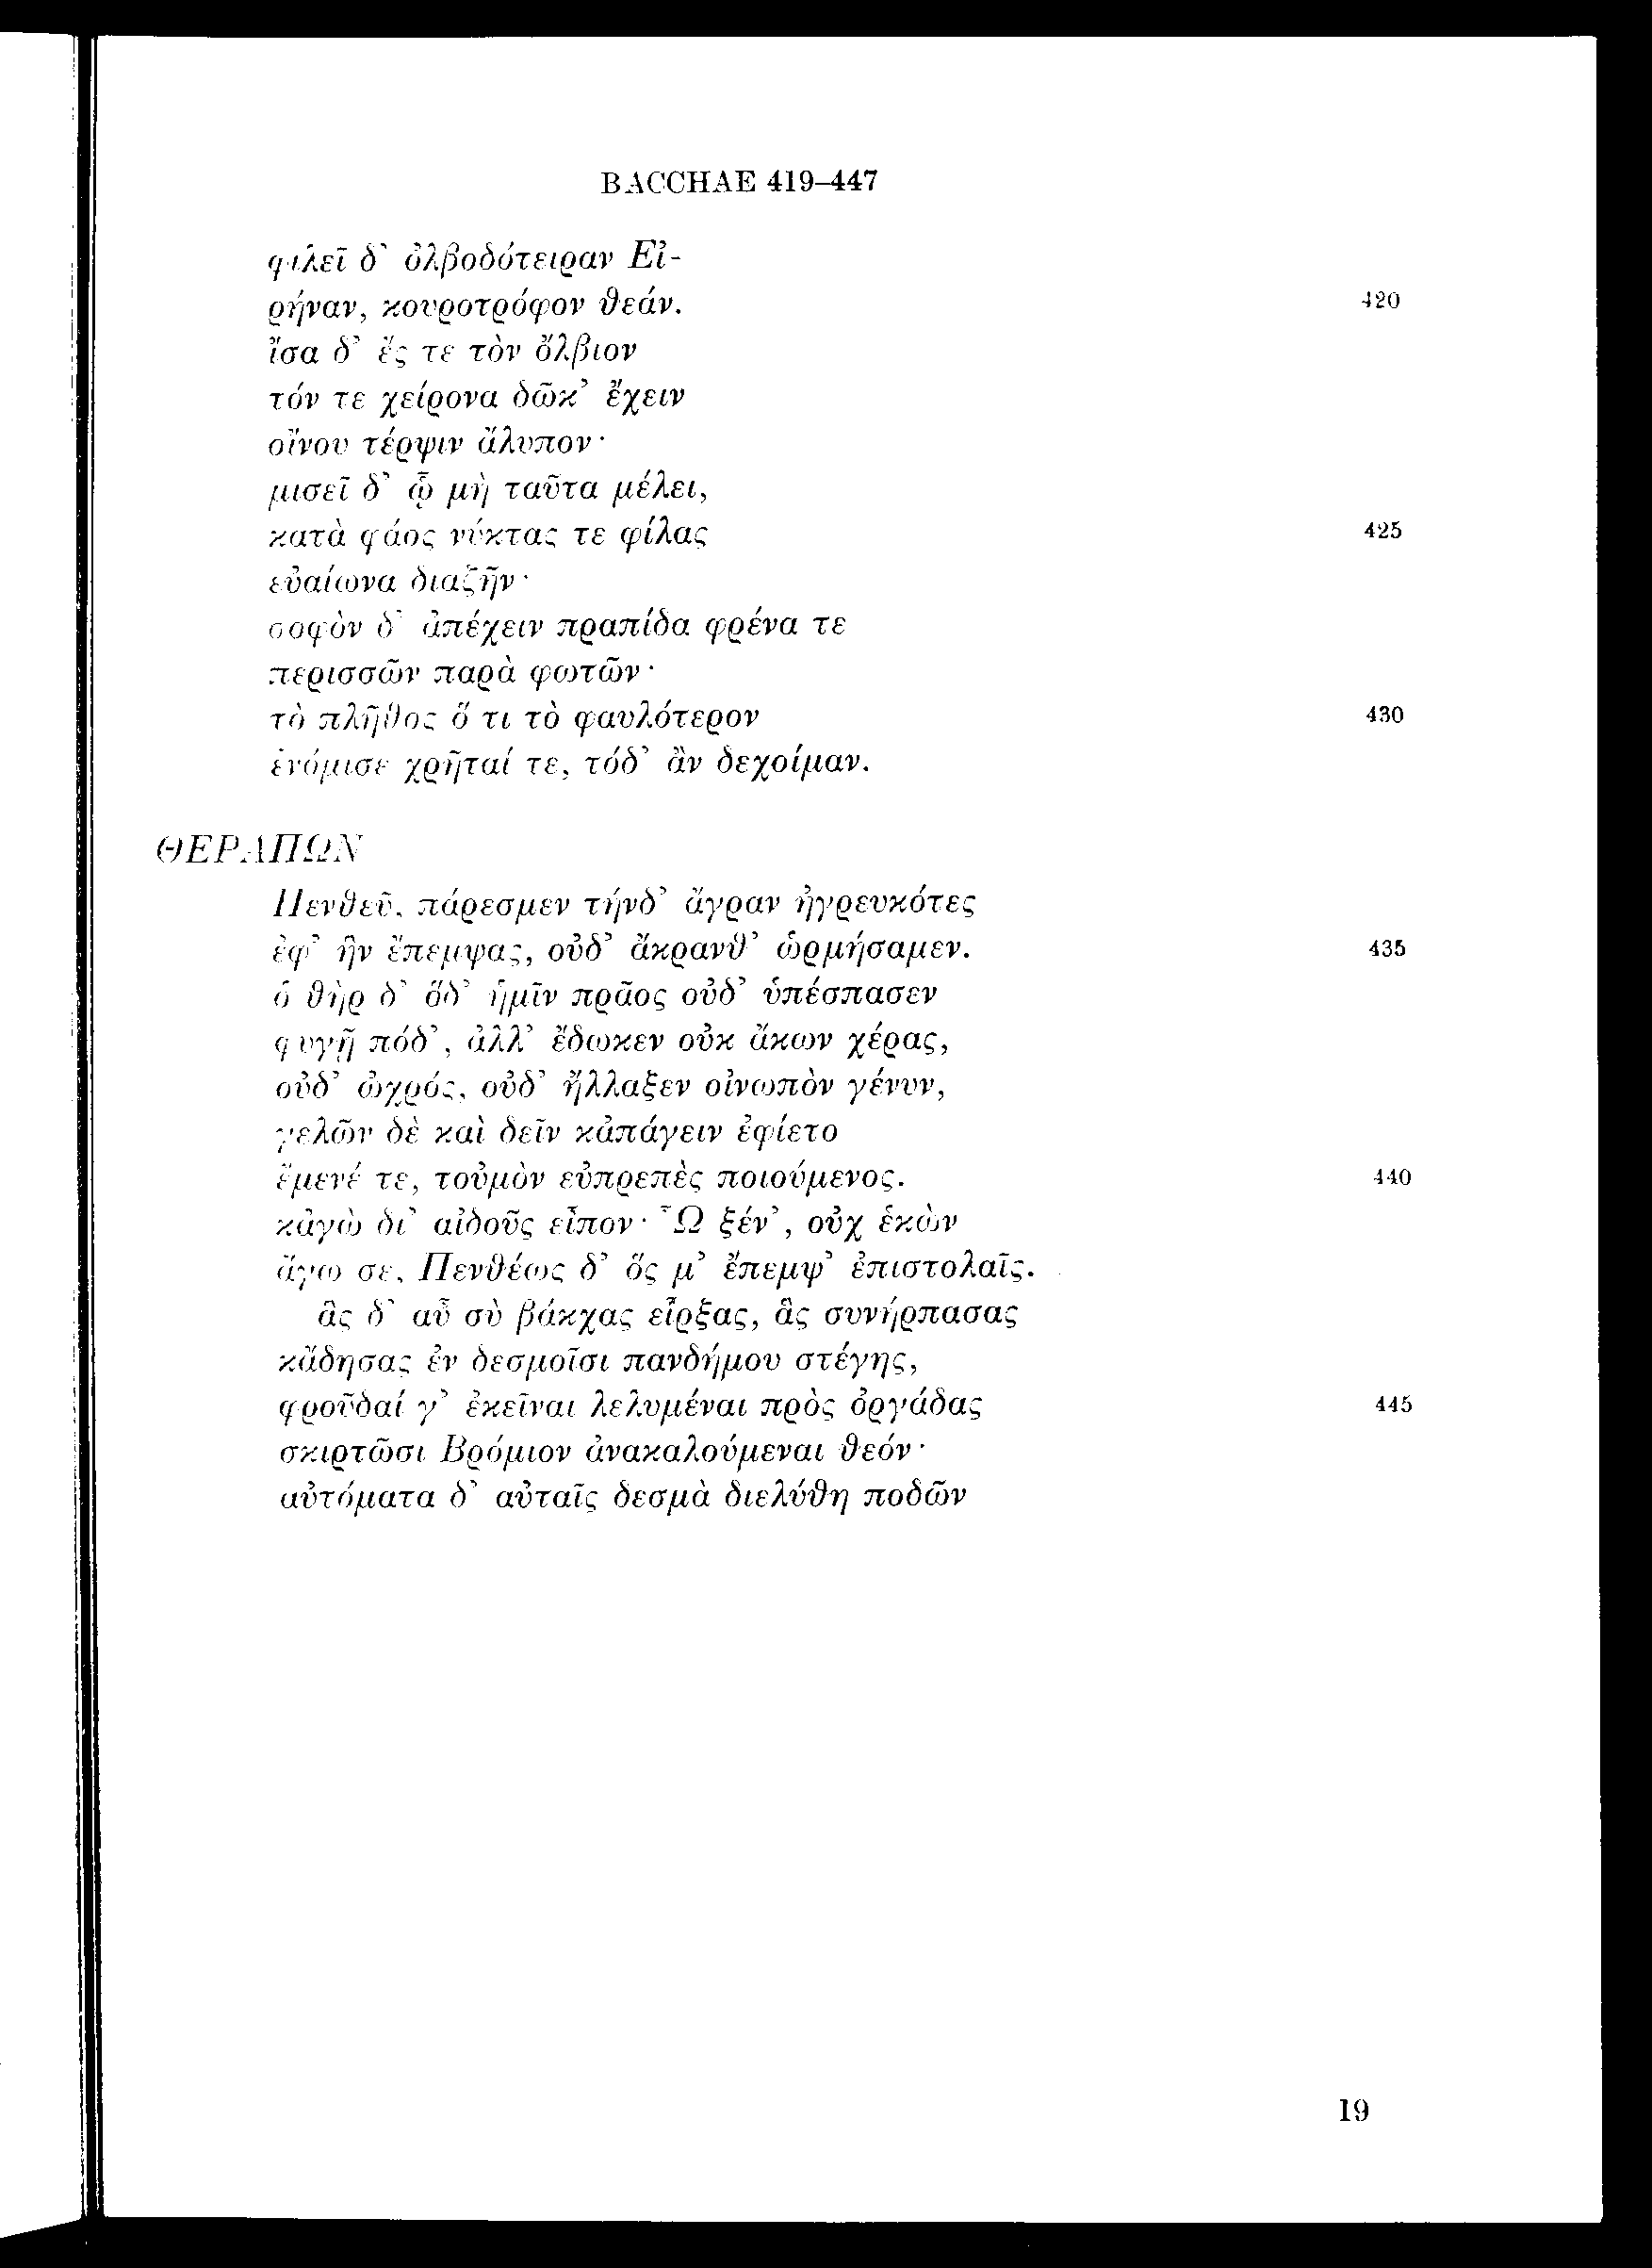 BACCHAE 419–447
φιλεῖ δ' ὀλβοδότειραν Εἰ-
ρήναν, κουροτρόφον θεάν.
420
ἴσα δ' ἔς τε τὸν ὄλβιον
τόν τε χείρονα δῶκ' ἔχειν
οἴνου τέρψιν ἄλυπον·
μισεῖ δ' ᾧ μὴ ταῦτα μέλει,
κατὰ φάος νύκτας τε φίλας
425
εὐαίωνα διαζῆν·
σοφὸν δ' ἀπέχειν πραπίδα φρένα τε
περισσῶν παρὰ φωτῶν·
τὸ πλῆθος ὅ τι τὸ φαυλότερον
430
ἐνόμισε χρῆταί τε, τόδ' ἂν δεχοίμαν.
ΘΕΡΑΠΩΝ
Πενθεῦ, πάρεσμεν τήνδ' ἄγραν ἠγρευκότες
ἐφ' ἣν ἔπεμψας, οὐδ' ἄκρανθ' ὡρμήσαμεν.
435
ὁ θὴρ δ' ὅδ' ἡμῖν πρᾶος οὐδ' ὑπέσπασεν
φυγῇ πόδ', ἀλλ' ἔδωκεν οὐκ ἄκων χέρας,
οὐδ' ὠχρός, οὐδ' ἤλλαξεν οἰνωπὸν γένυν,
γελῶν δὲ καὶ δεῖν κἀπάγειν ἐφίετο
ἔμενέ τε, τοὐμὸν εὐπρεπὲς ποιούμενος.
440
κἀγὼ δι' αἰδοῦς εἶπον· Ὦ ξέν', οὐχ ἑκὼν
ἄγω σε, Πενθέως δ' ὅς μ' ἔπεμψ' ἐπιστολαῖς.
ἃς δ' αὖ σὺ βάκχας εἷρξας, ἃς συνήρπασας
κἄδησας ἐν δεσμοῖσι πανδήμου στέγης,
φροῦδαί γ' ἐκεῖναι λελυμέναι πρὸς ὀργάδας
445
σκιρτῶσι Βρόμιον ἀνακαλούμεναι θεόν·
αὐτόματα δ' αὐταῖς δεσμὰ διελύθη ποδῶν
19